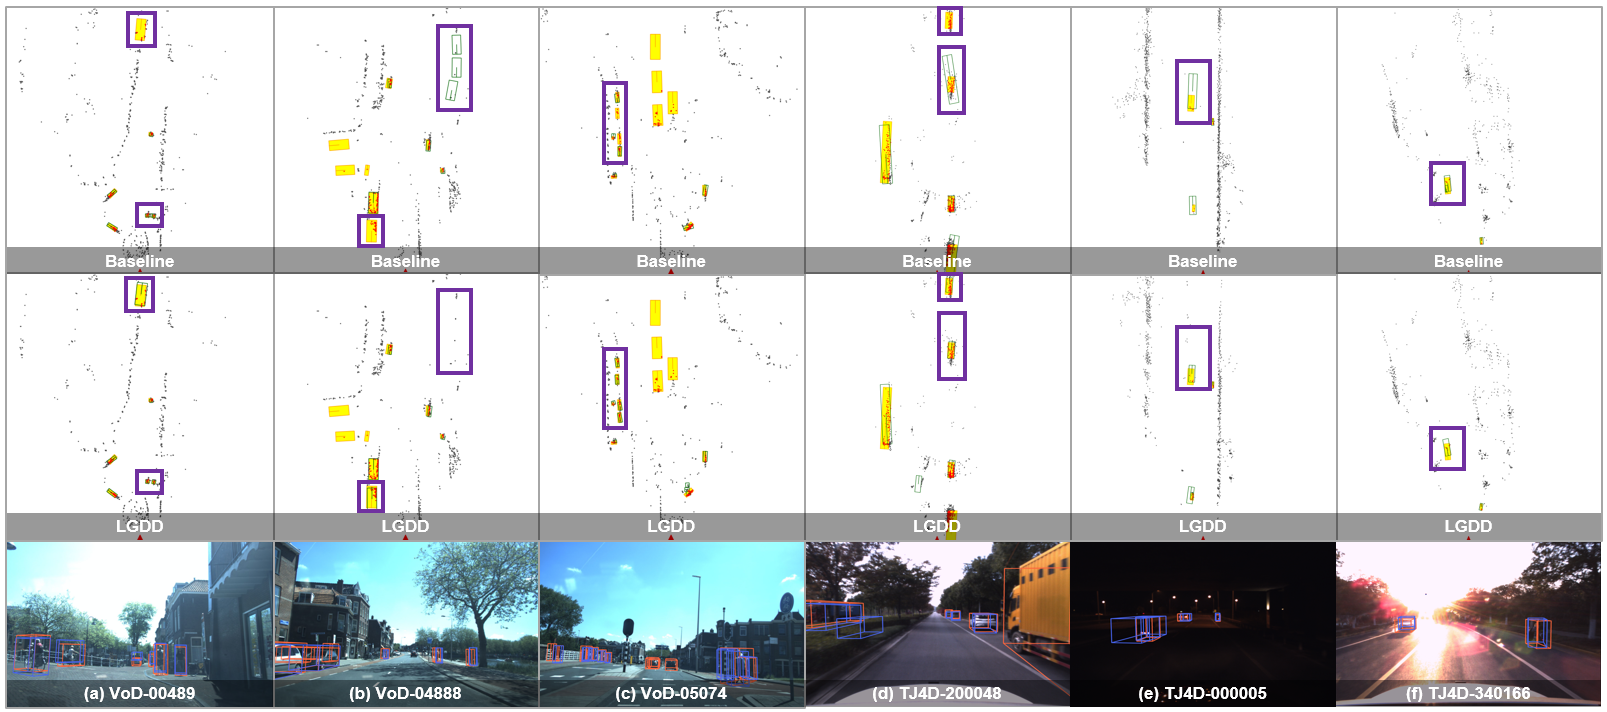 Baseline
Baseline
Baseline
Baseline
Baseline
Baseline
LGDD
LGDD
LGDD
LGDD
LGDD
LGDD
(a) VoD-00489
(b) VoD-04888
(c) VoD-05074
(d) TJ4D-200048
(e) TJ4D-000005
(f) TJ4D-340166